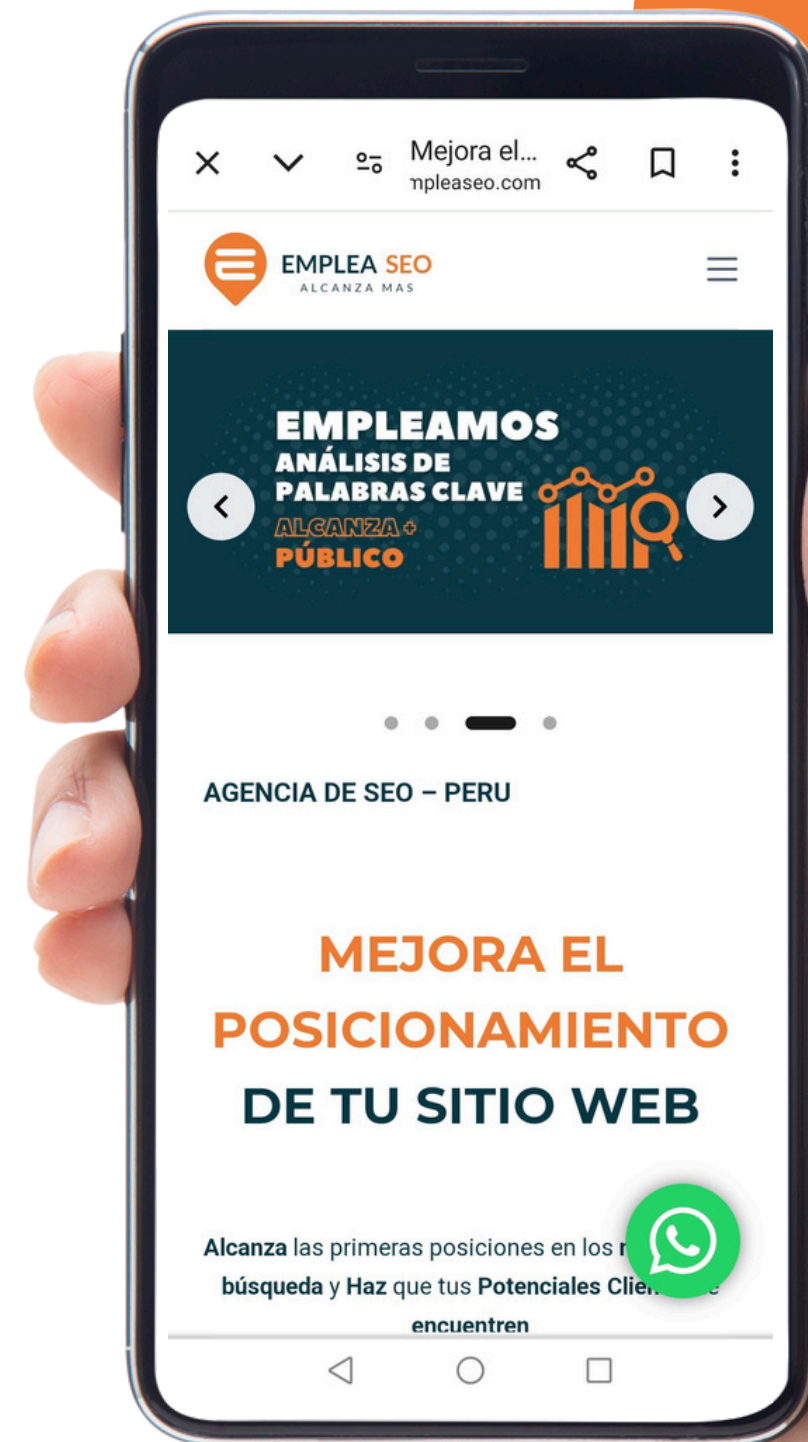 Mejora el...
mpleaseo.com
EMPLEA SEO
ALCANZA MAS
EMPLEAMOS
ANÁLISIS DE
PALABRAS CLAVE
ALCANZA +
PÚBLICO
AGENCIA DE SEO – PERU
MEJORA EL
POSICIONAMIENTO
DE TU SITIO WEB
Alcanza las primeras posiciones en los
búsqueda y Haz que tus Potenciales
encuentren